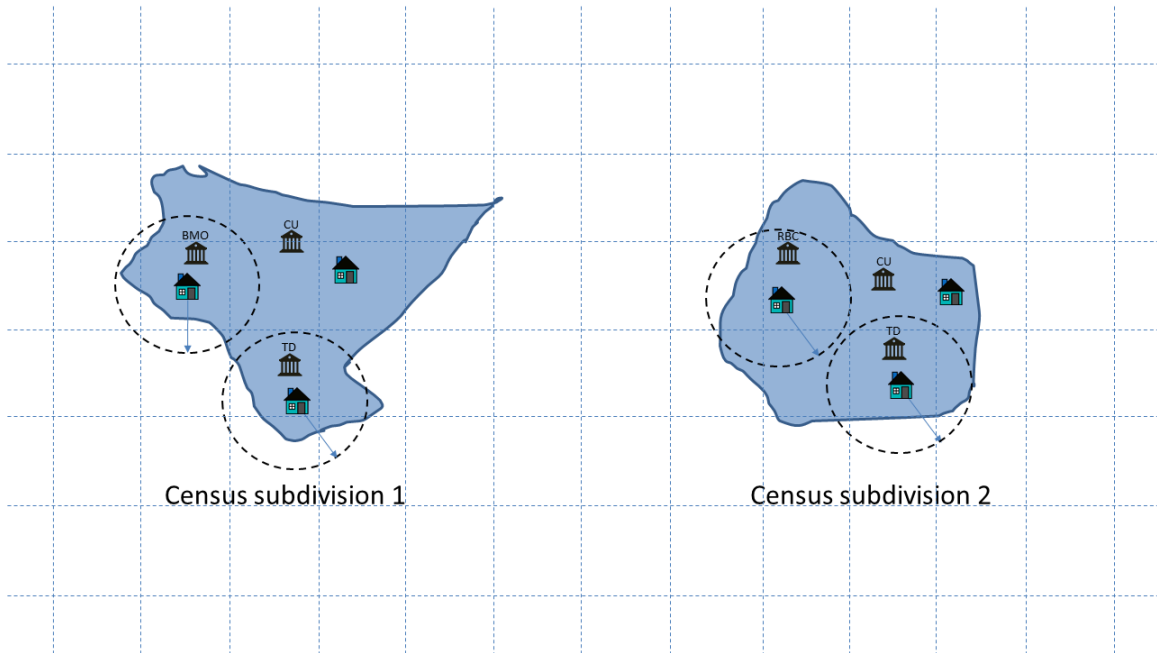 BMO
CU
TD
Census subdivision 1
RBC
CU
TD
Census subdivision 2